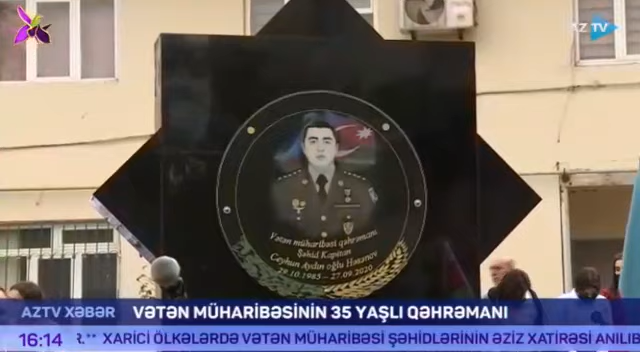 AZTV
Vətən müharibəsi qəhrəmanı
Şəhid Kapitan
Ceyhun Aydın oğlu Həsənov
29.10.1985 – 27.09.2020
AZTV XƏBƏR
VƏTƏN MÜHARİBƏSİNİN 35 YAŞLI QƏHRƏMANI
16:14
R.** XARİCİ ÖLKƏLƏRDƏ VƏTƏN MÜHARİBƏSİ ŞƏHİDLƏRİNİN ƏZİZ XATİRƏSİ ANILIB